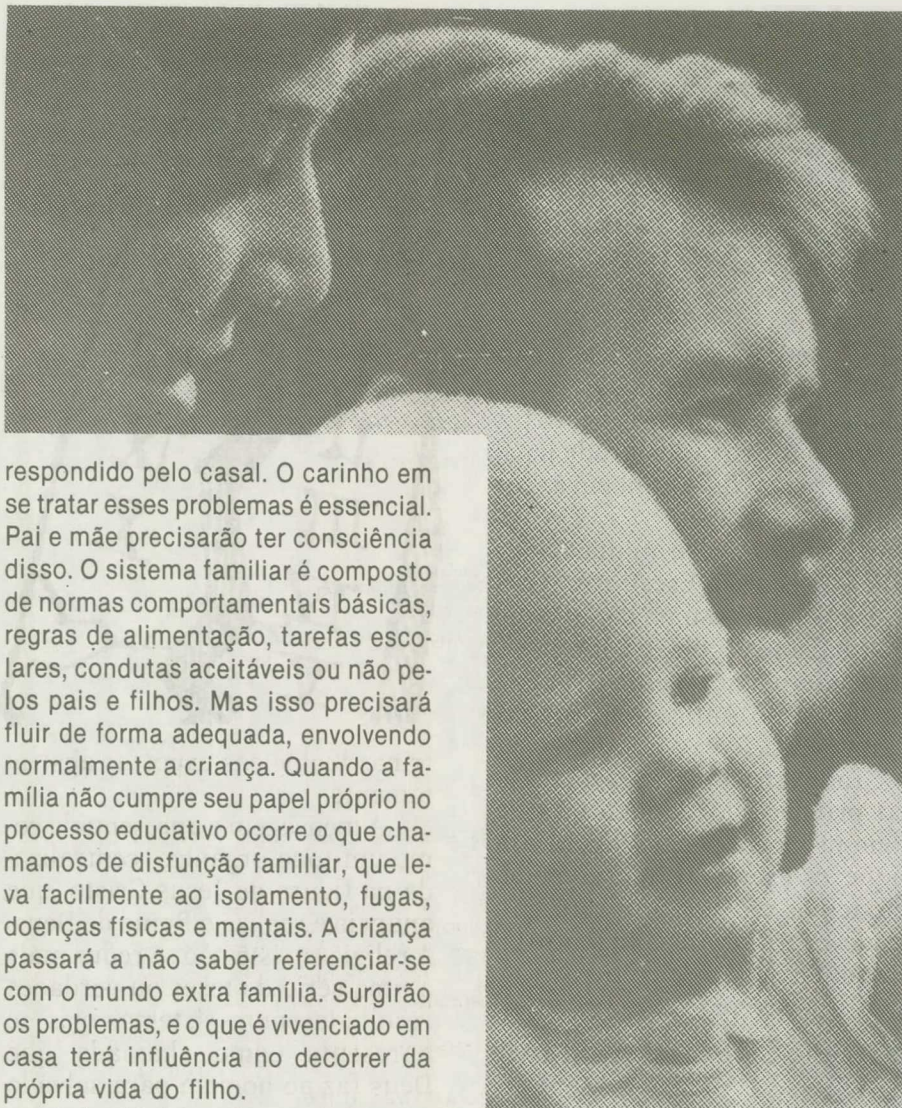 respondido pelo casal. O carinho em
se tratar esses problemas é essencial.
Pai e mãe precisarão ter consciência
disso. O sistema familiar é composto
de normas comportamentais básicas,
regras de alimentação, tarefas esco-
lares, condutas aceitáveis ou não pe-
los pais e filhos. Mas isso precisará
fluir de forma adequada, envolvendo
normalmente a criança. Quando a fa-
mília não cumpre seu papel próprio no
processo educativo ocorre o que cha-
mamos de disfunção familiar, que le-
va facilmente ao isolamento, fugas,
doenças físicas e mentais. A criança
passará a não saber referenciar-se
com o mundo extra família. Surgirão
os problemas, e o que é vivenciado em
casa terá influência no decorrer da
própria vida do filho.